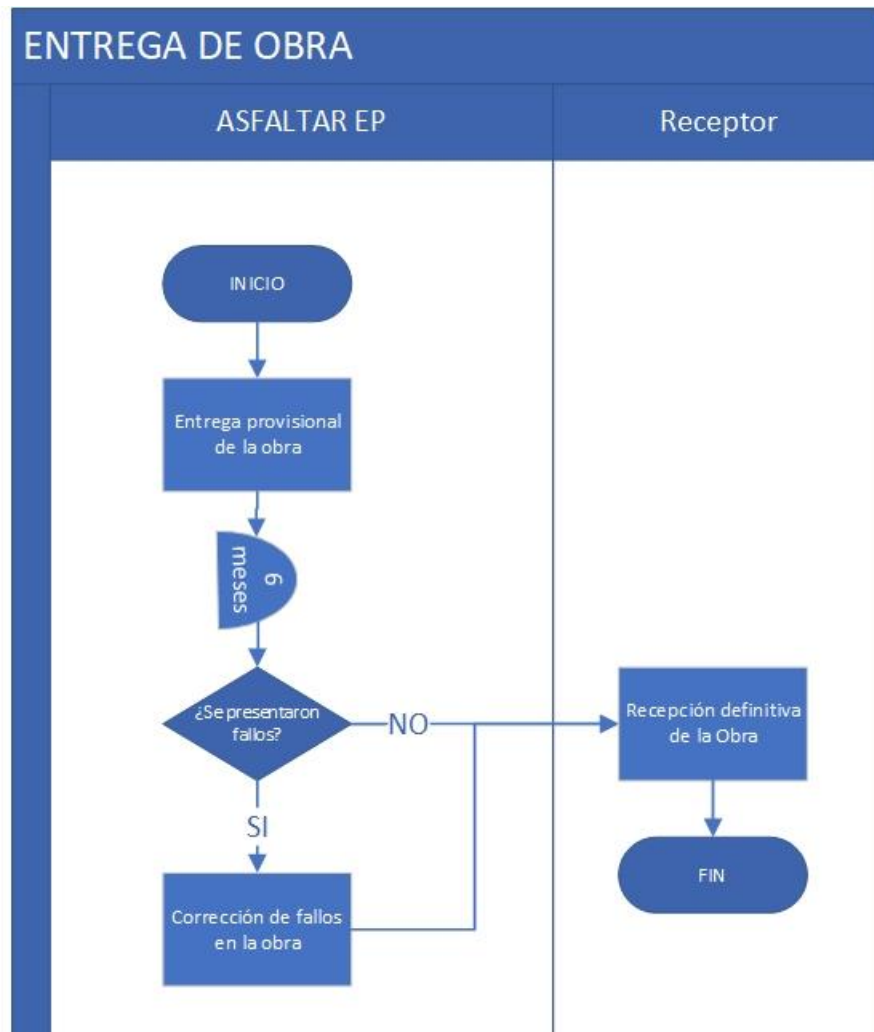 ENTREGA DE OBRA
ASFALTAR EP
Receptor
INICIO
Entrega provisional
de la obra
6
meses
¿Se presentaron
fallos?
NO
Recepción definitiva
de la Obra
SI
FIN
Corrección de fallos
en la obra